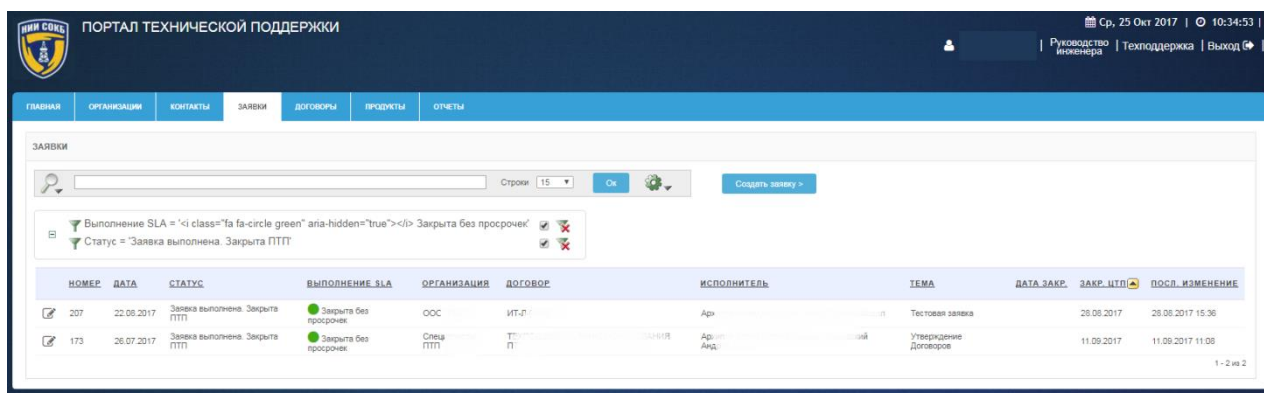 НИИ СОКБ
ПОРТАЛ ТЕХНИЧЕСКОЙ ПОДДЕРЖКИ
Ср, 25 Окт 2017 | 10:34:53 |
| Руководство инженера | Техподдержка | Выход |
ГЛАВНАЯ ОРГАНИЗАЦИИ КОНТАКТЫ ЗАЯВКИ ДОГОВОРЫ ПРОДУКТЫ ОТЧЕТЫ
ЗАЯВКИ
Строки 15 Ок Создать заявку >
Выполнение SLA = '<i class="fa fa-circle green" aria-hidden="true"></i> Закрыта без просрочек'
Статус = 'Заявка выполнена. Закрыта ПТП'
НОМЕР ДАТА СТАТУС ВЫПОЛНЕНИЕ SLA ОРГАНИЗАЦИЯ ДОГОВОР ИСПОЛНИТЕЛЬ ТЕМА ДАТА ЗАКР. ЗАКР. ЦТП ПОСЛ. ИЗМЕНЕНИЕ
207 22.08.2017 Заявка выполнена. Закрыта ПТП Закрыта без просрочек ООС ИТ-Л Тестовая заявка 28.08.2017 28.08.2017 15:36
173 26.07.2017 Заявка выполнена. Закрыта ПТП Закрыта без просрочек Спец ПТП Утверждение Договоров 11.09.2017 11.09.2017 11:08
1 - 2 из 2